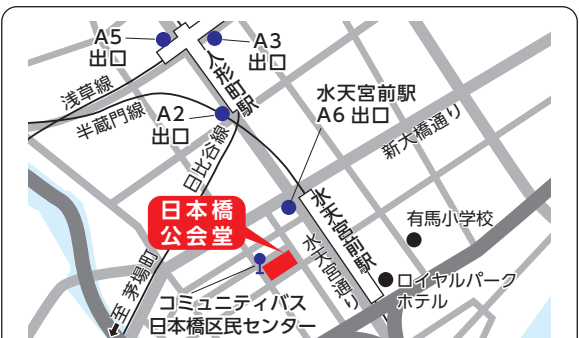 A5
出口
A3
出口
人形町駅
浅草線
半蔵門線
A2
出口
日比谷線
水天宮前駅
A6 出口
新大橋通り
日本橋
公会堂
水天宮前駅
水天宮通り
有馬小学校
ロイヤルパーク
ホテル
至 茅場町
コミュニティバス
日本橋区民センター